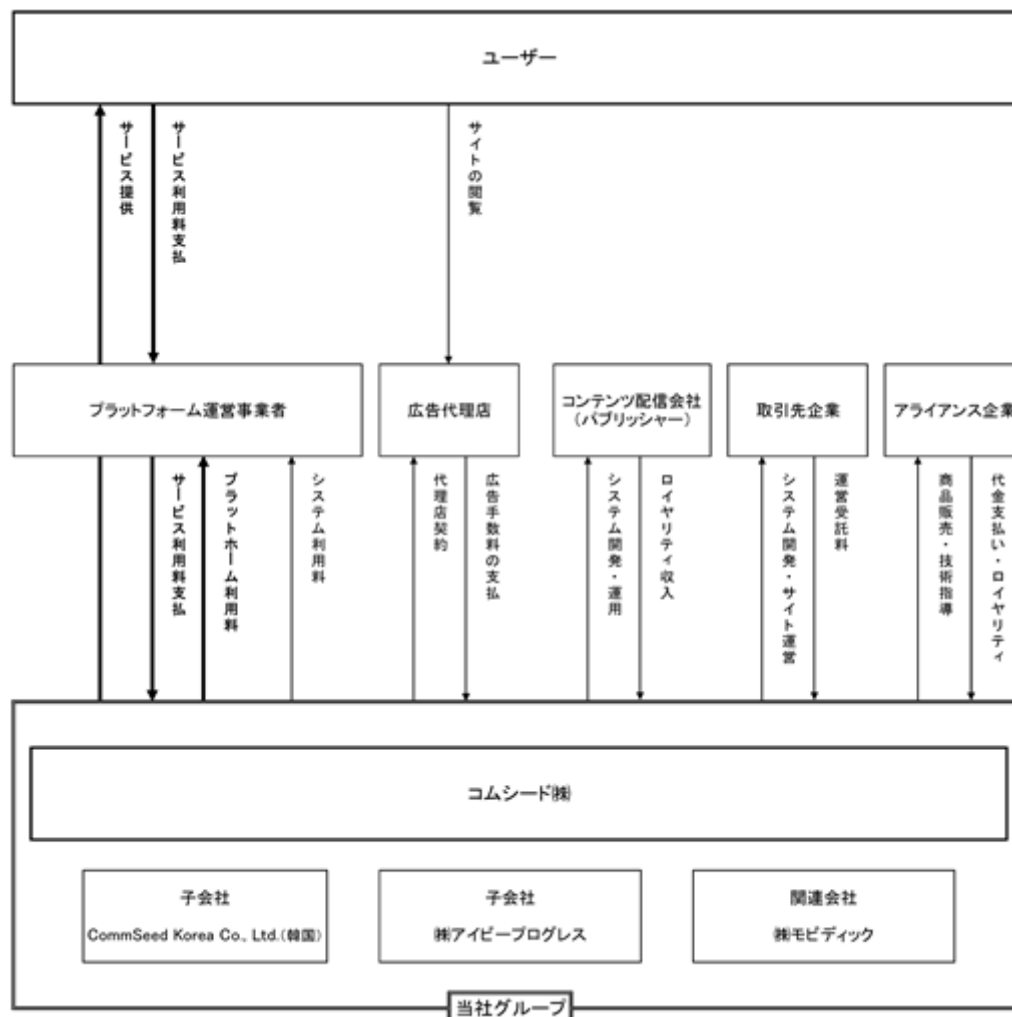 ユーザー
サービス提供
サービス利用料支払
サイトの閲覧
プラットフォーム運営事業者
広告代理店
コンテンツ配信会社
（パブリッシャー）
取引先企業
アライアンス企業
サービス利用料支払
プラットホーム利用料
システム利用料
代理店契約
広告手数料の支払
システム開発・運用
ロイヤリティ収入
システム開発・サイト運営
運営受託料
商品販売・技術指導
代金支払い・ロイヤリティ
コムシード㈱
子会社
CommSeed Korea Co., Ltd.(韓国)
子会社
㈱アイビープログレス
関連会社
㈱モビディック
当社グループ